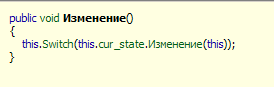 public void Изменение()
{
    this.Switch(this.cur_state.Изменение(this));
}